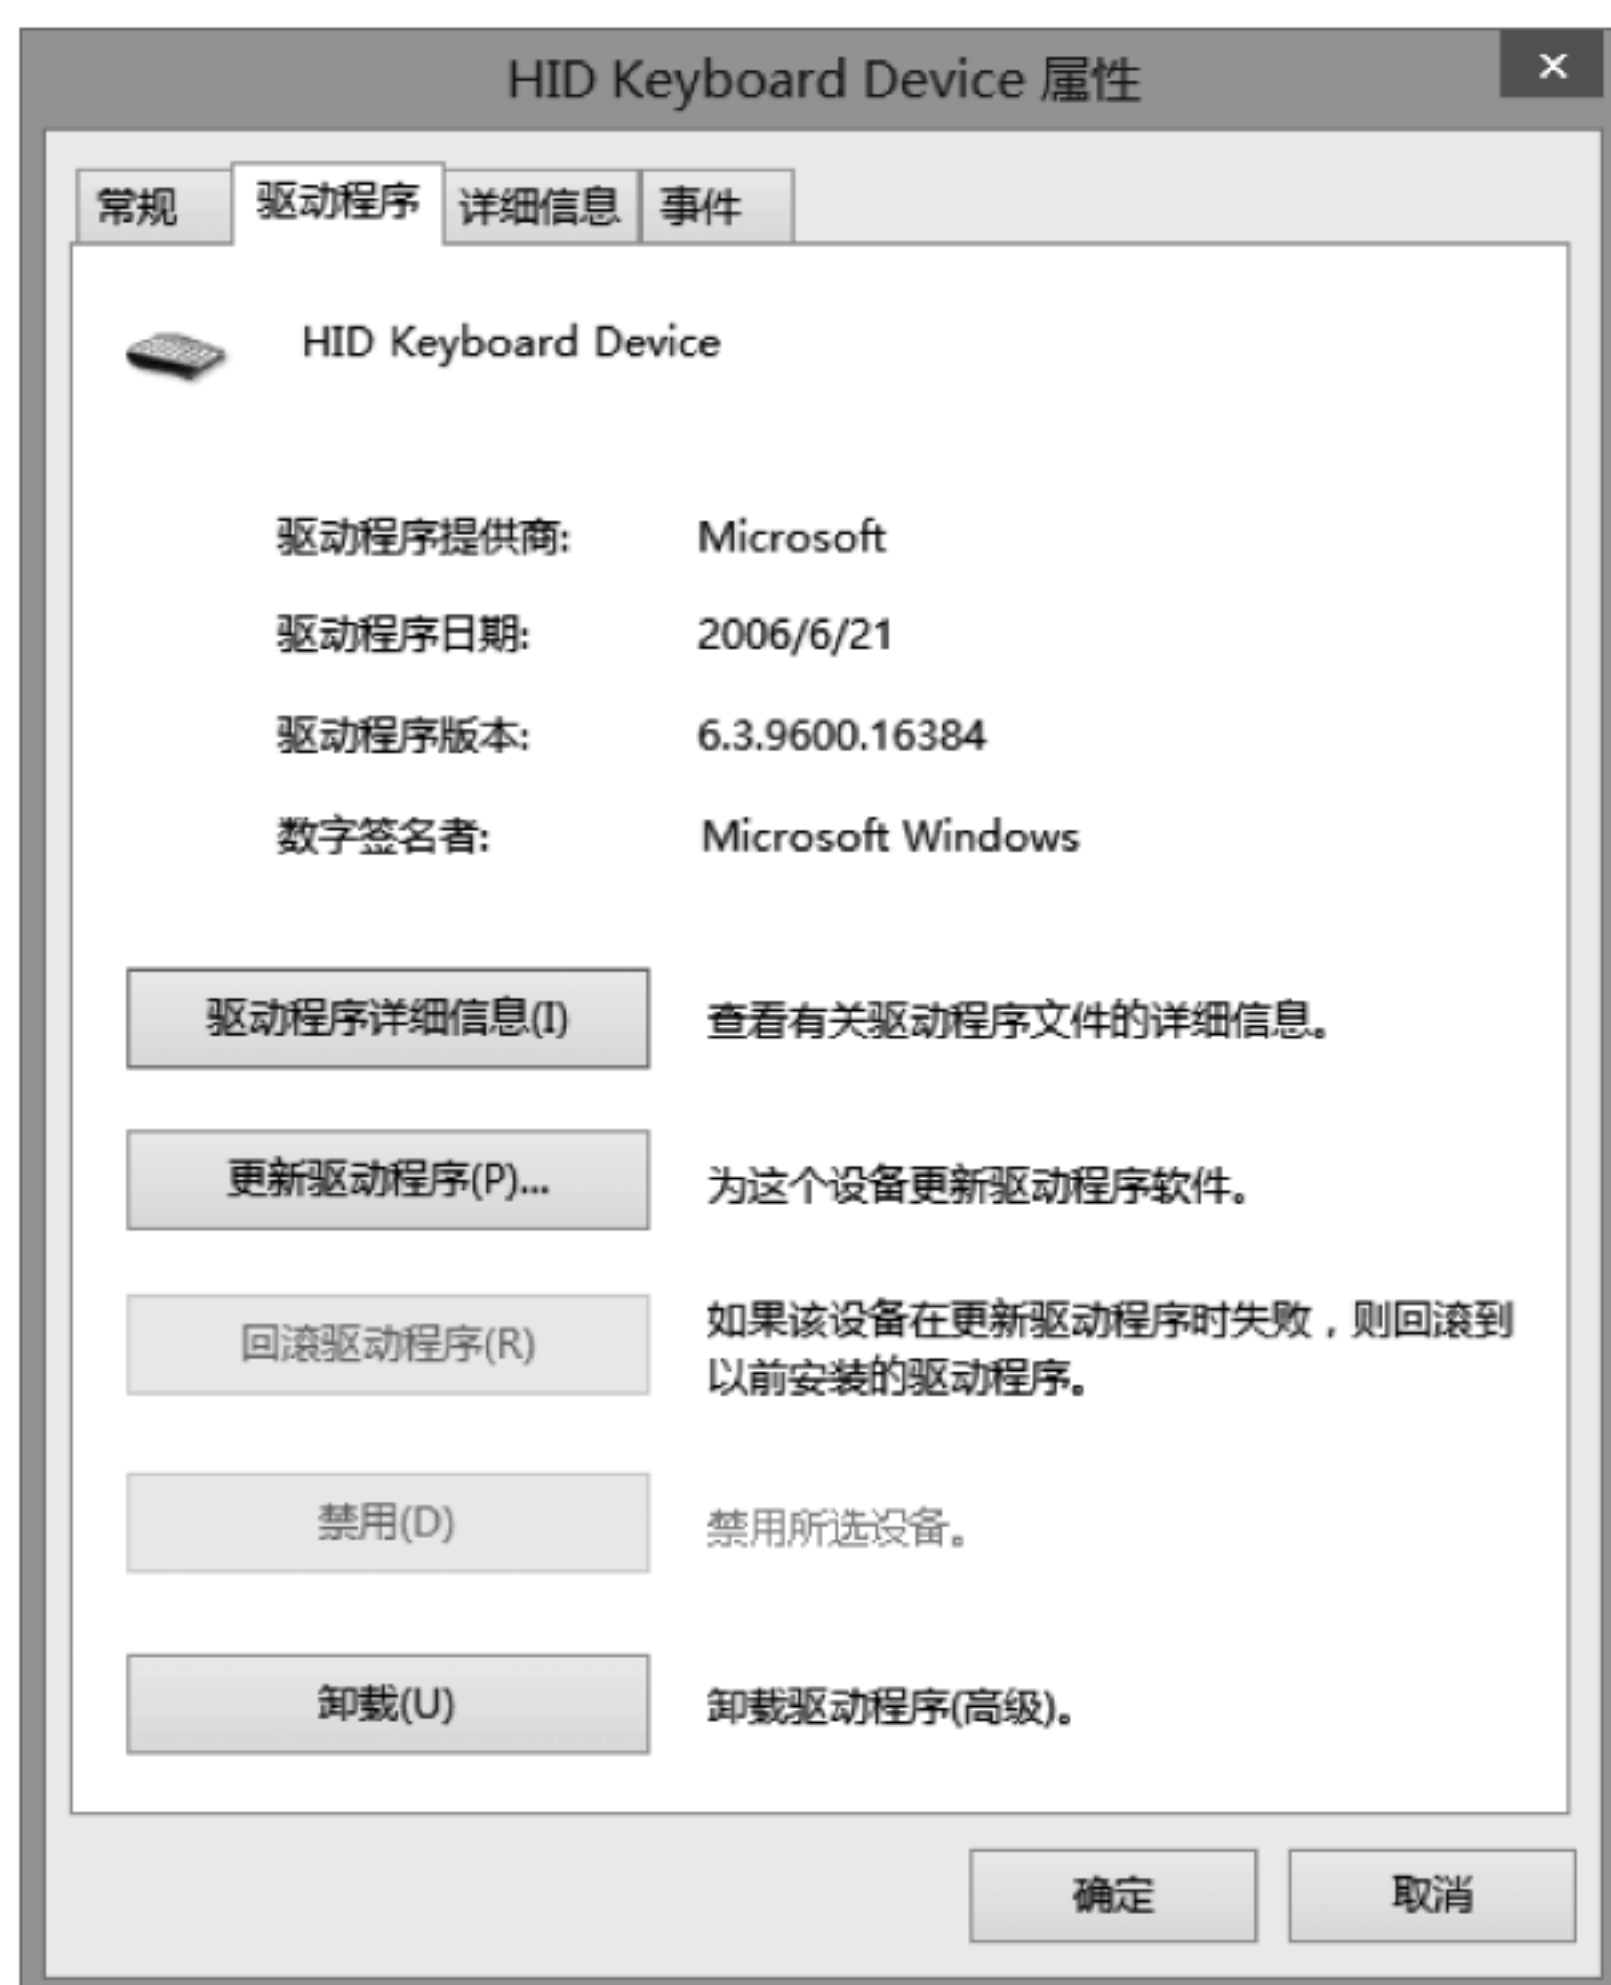 HID Keyboard Device 属性
常规 驱动程序 详细信息 事件
HID Keyboard Device
驱动程序提供商: Microsoft
驱动程序日期: 2006/6/21
驱动程序版本: 6.3.9600.16384
数字签名者: Microsoft Windows
驱动程序详细信息(I) 查看有关驱动程序文件的详细信息。
更新驱动程序(P)... 为这个设备更新驱动程序软件。
回滚驱动程序(R) 如果该设备在更新驱动程序时失败，则回滚到
以前安装的驱动程序。
禁用(D) 禁用所选设备。
卸载(U) 卸载驱动程序(高级)。
确定 取消